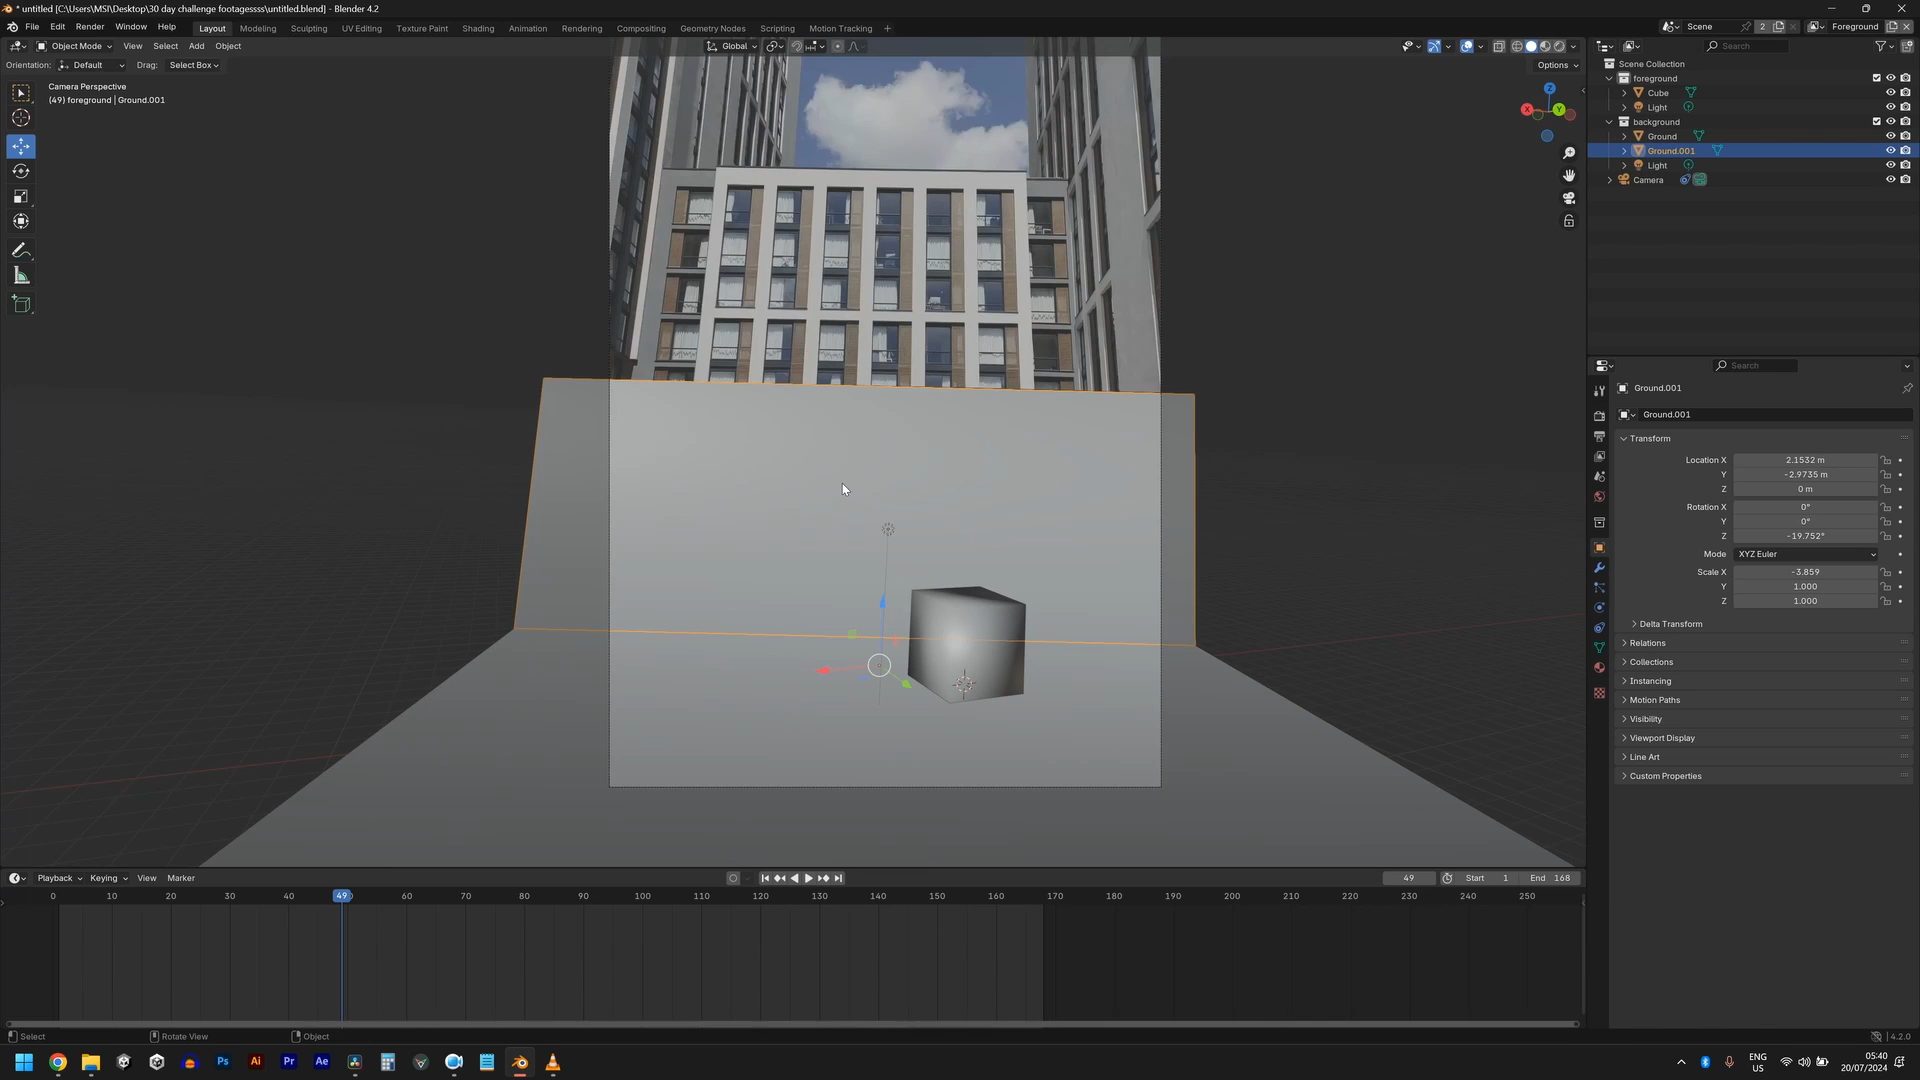 * untitled [C:\Users\MSI\Desktop\30 day challenge footagessss\untitled.blend] - Blender 4.2
File Edit Render Window Help
Layout Modeling Sculpting UV Editing Texture Paint Shading Animation Rendering Compositing Geometry Nodes Scripting Motion Tracking +
Scene 2 Foreground
Object Mode View Select Add Object
Global
Search
Orientation: Default Drag: Select Box
Options
Scene Collection
Camera Perspective
(49) foreground | Ground.001
foreground
Cube
Light
background
Ground
Ground.001
Light
Camera
Z
X
Y
Search
Ground.001
Ground.001
Transform
Location X 2.1532 m
Y -2.9735 m
Z 0 m
Rotation X 0°
Y 0°
Z -19.752°
Mode XYZ Euler
Scale X -3.859
Y 1.000
Z 1.000
Delta Transform
Relations
Collections
Instancing
Motion Paths
Visibility
Viewport Display
Line Art
Custom Properties
Playback Keying View Marker
49 Start 1 End 168
0 10 20 30 40 49 60 70 80 90 100 110 120 130 140 150 160 170 180 190 200 210 220 230 240 250
Select Rotate View Object 4.2.0
Ps Ai Pr Ae
ENG
US
05:40
20/07/2024